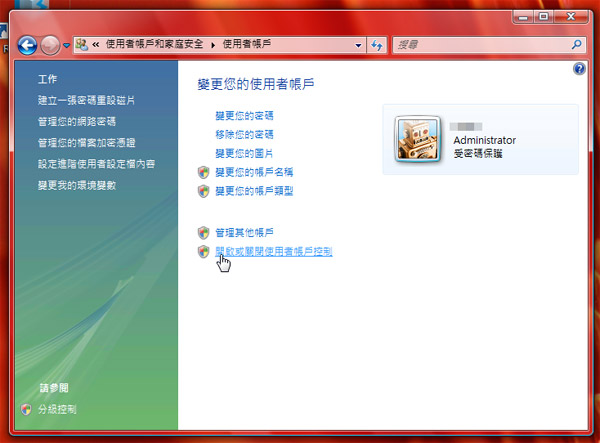 使用者帳戶和家庭安全 使用者帳戶
搜尋
工作
建立一張密碼重設磁片
管理您的網路密碼
管理您的檔案加密憑證
設定進階使用者設定檔內容
變更我的環境變數
變更您的使用者帳戶
變更您的密碼
移除您的密碼
變更您的圖片
變更您的帳戶名稱
變更您的帳戶類型
管理其他帳戶
開啟或關閉使用者帳戶控制
Administrator
受密碼保護
請參閱
分級控制